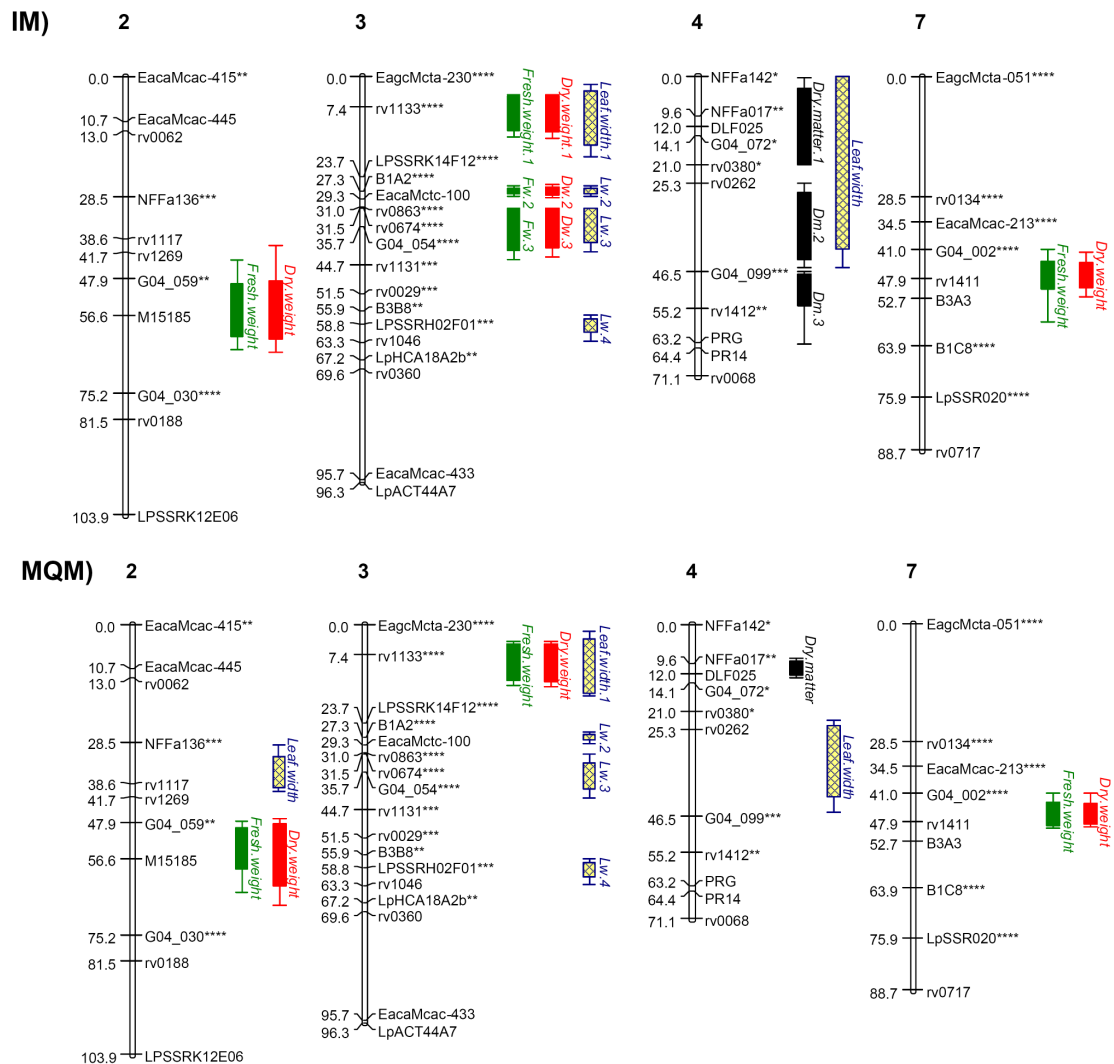 IM)
2
0.0 EacaMcac-415**
10.7 EacaMcac-445
13.0 rv0062
28.5 NFFa136***
38.6 rv1117
41.7 rv1269
47.9 G04_059**
56.6 M15185
75.2 G04_030****
81.5 rv0188
103.9 LPSSRK12E06
Fresh.weight
Dry.weight
3
0.0 EagcMcta-230****
7.4 rv1133****
23.7 LPSSRK14F12****
27.3 B1A2****
29.3 EacaMctc-100
31.0 rv0863****
31.5 rv0674****
35.7 G04_054****
44.7 rv1131***
51.5 rv0029***
55.9 B3B8**
58.8 LPSSRH02F01***
63.3 rv1046
67.2 LpHCA18A2b**
69.6 rv0360
95.7 EacaMcac-433
96.3 LpACT44A7
Fresh.weight.1
Fw.2
Fw.3
Dry.weight.1
Dw.2
Dw.3
Leaf.width.1
Lw.2
Lw.3
Lw.4
4
0.0 NFFa142*
9.6 NFFa017**
12.0 DLF025
14.1 G04_072*
21.0 rv0380*
25.3 rv0262
46.5 G04_099***
55.2 rv1412**
63.2 PRG
64.4 PR14
71.1 rv0068
Dry.matter.1
Dm.2
Dm.3
Leaf.width
7
0.0 EagcMcta-051****
28.5 rv0134****
34.5 EacaMcac-213****
41.0 G04_002****
47.9 rv1411
52.7 B3A3
63.9 B1C8****
75.9 LpSSR020****
88.7 rv0717
Fresh.weight
Dry.weight
MQM)
2
0.0 EacaMcac-415**
10.7 EacaMcac-445
13.0 rv0062
28.5 NFFa136***
38.6 rv1117
41.7 rv1269
47.9 G04_059**
56.6 M15185
75.2 G04_030****
81.5 rv0188
103.9 LPSSRK12E06
Fresh.weight
Leaf.width
Dry.weight
3
0.0 EagcMcta-230****
7.4 rv1133****
23.7 LPSSRK14F12****
27.3 B1A2****
29.3 EacaMctc-100
31.0 rv0863****
31.5 rv0674****
35.7 G04_054****
44.7 rv1131***
51.5 rv0029***
55.9 B3B8**
58.8 LPSSRH02F01***
63.3 rv1046
67.2 LpHCA18A2b**
69.6 rv0360
95.7 EacaMcac-433
96.3 LpACT44A7
Fresh.weight
Dry.weight
Leaf.width.1
Lw.2
Lw.3
Lw.4
4
0.0 NFFa142*
9.6 NFFa017**
12.0 DLF025
14.1 G04_072*
21.0 rv0380*
25.3 rv0262
46.5 G04_099***
55.2 rv1412**
63.2 PRG
64.4 PR14
71.1 rv0068
Dry.matter
Leaf.width
7
0.0 EagcMcta-051****
28.5 rv0134****
34.5 EacaMcac-213****
41.0 G04_002****
47.9 rv1411
52.7 B3A3
63.9 B1C8****
75.9 LpSSR020****
88.7 rv0717
Fresh.weight
Dry.weight